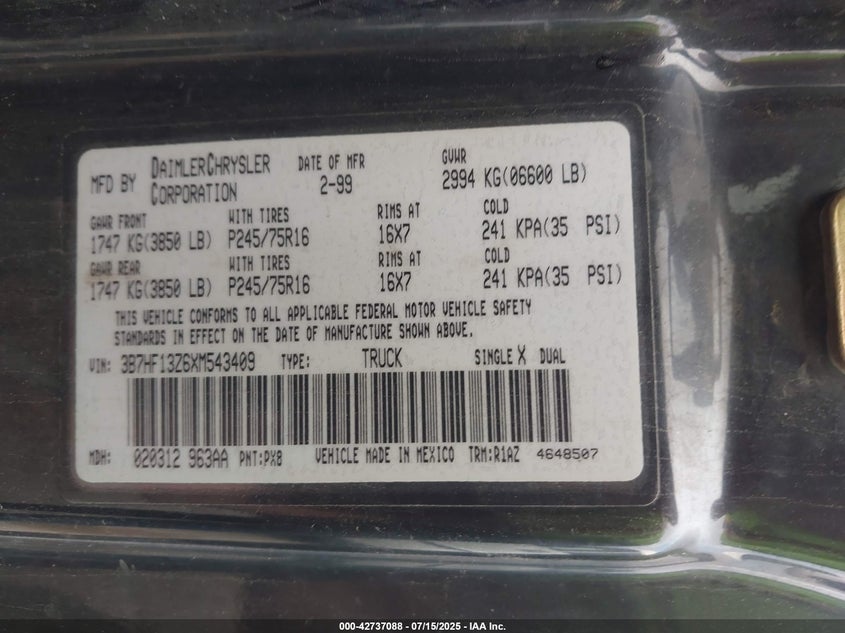 MFD BY DAIMLERCHRYSLER CORPORATION DATE OF MFR 2-99 GVWR 2994 KG(06600 LB)
GAWR FRONT WITH TIRES RIMS AT COLD
1747 KG(3850 LB) P245/75R16 16X7 241 KPA(35 PSI)
GAWR REAR WITH TIRES RIMS AT COLD
1747 KG(3850 LB) P245/75R16 16X7 241 KPA(35 PSI)
THIS VEHICLE CONFORMS TO ALL APPLICABLE FEDERAL MOTOR VEHICLE SAFETY
STANDARDS IN EFFECT ON THE DATE OF MANUFACTURE SHOWN ABOVE.
VIN: 3B7HF13Z6XM543409 TYPE: TRUCK SINGLE X DUAL
MDH: 020312 963AA PNT:PX8 VEHICLE MADE IN MEXICO TRM:R1AZ 4648507
000-42737088 - 07/15/2025 - IAA Inc.